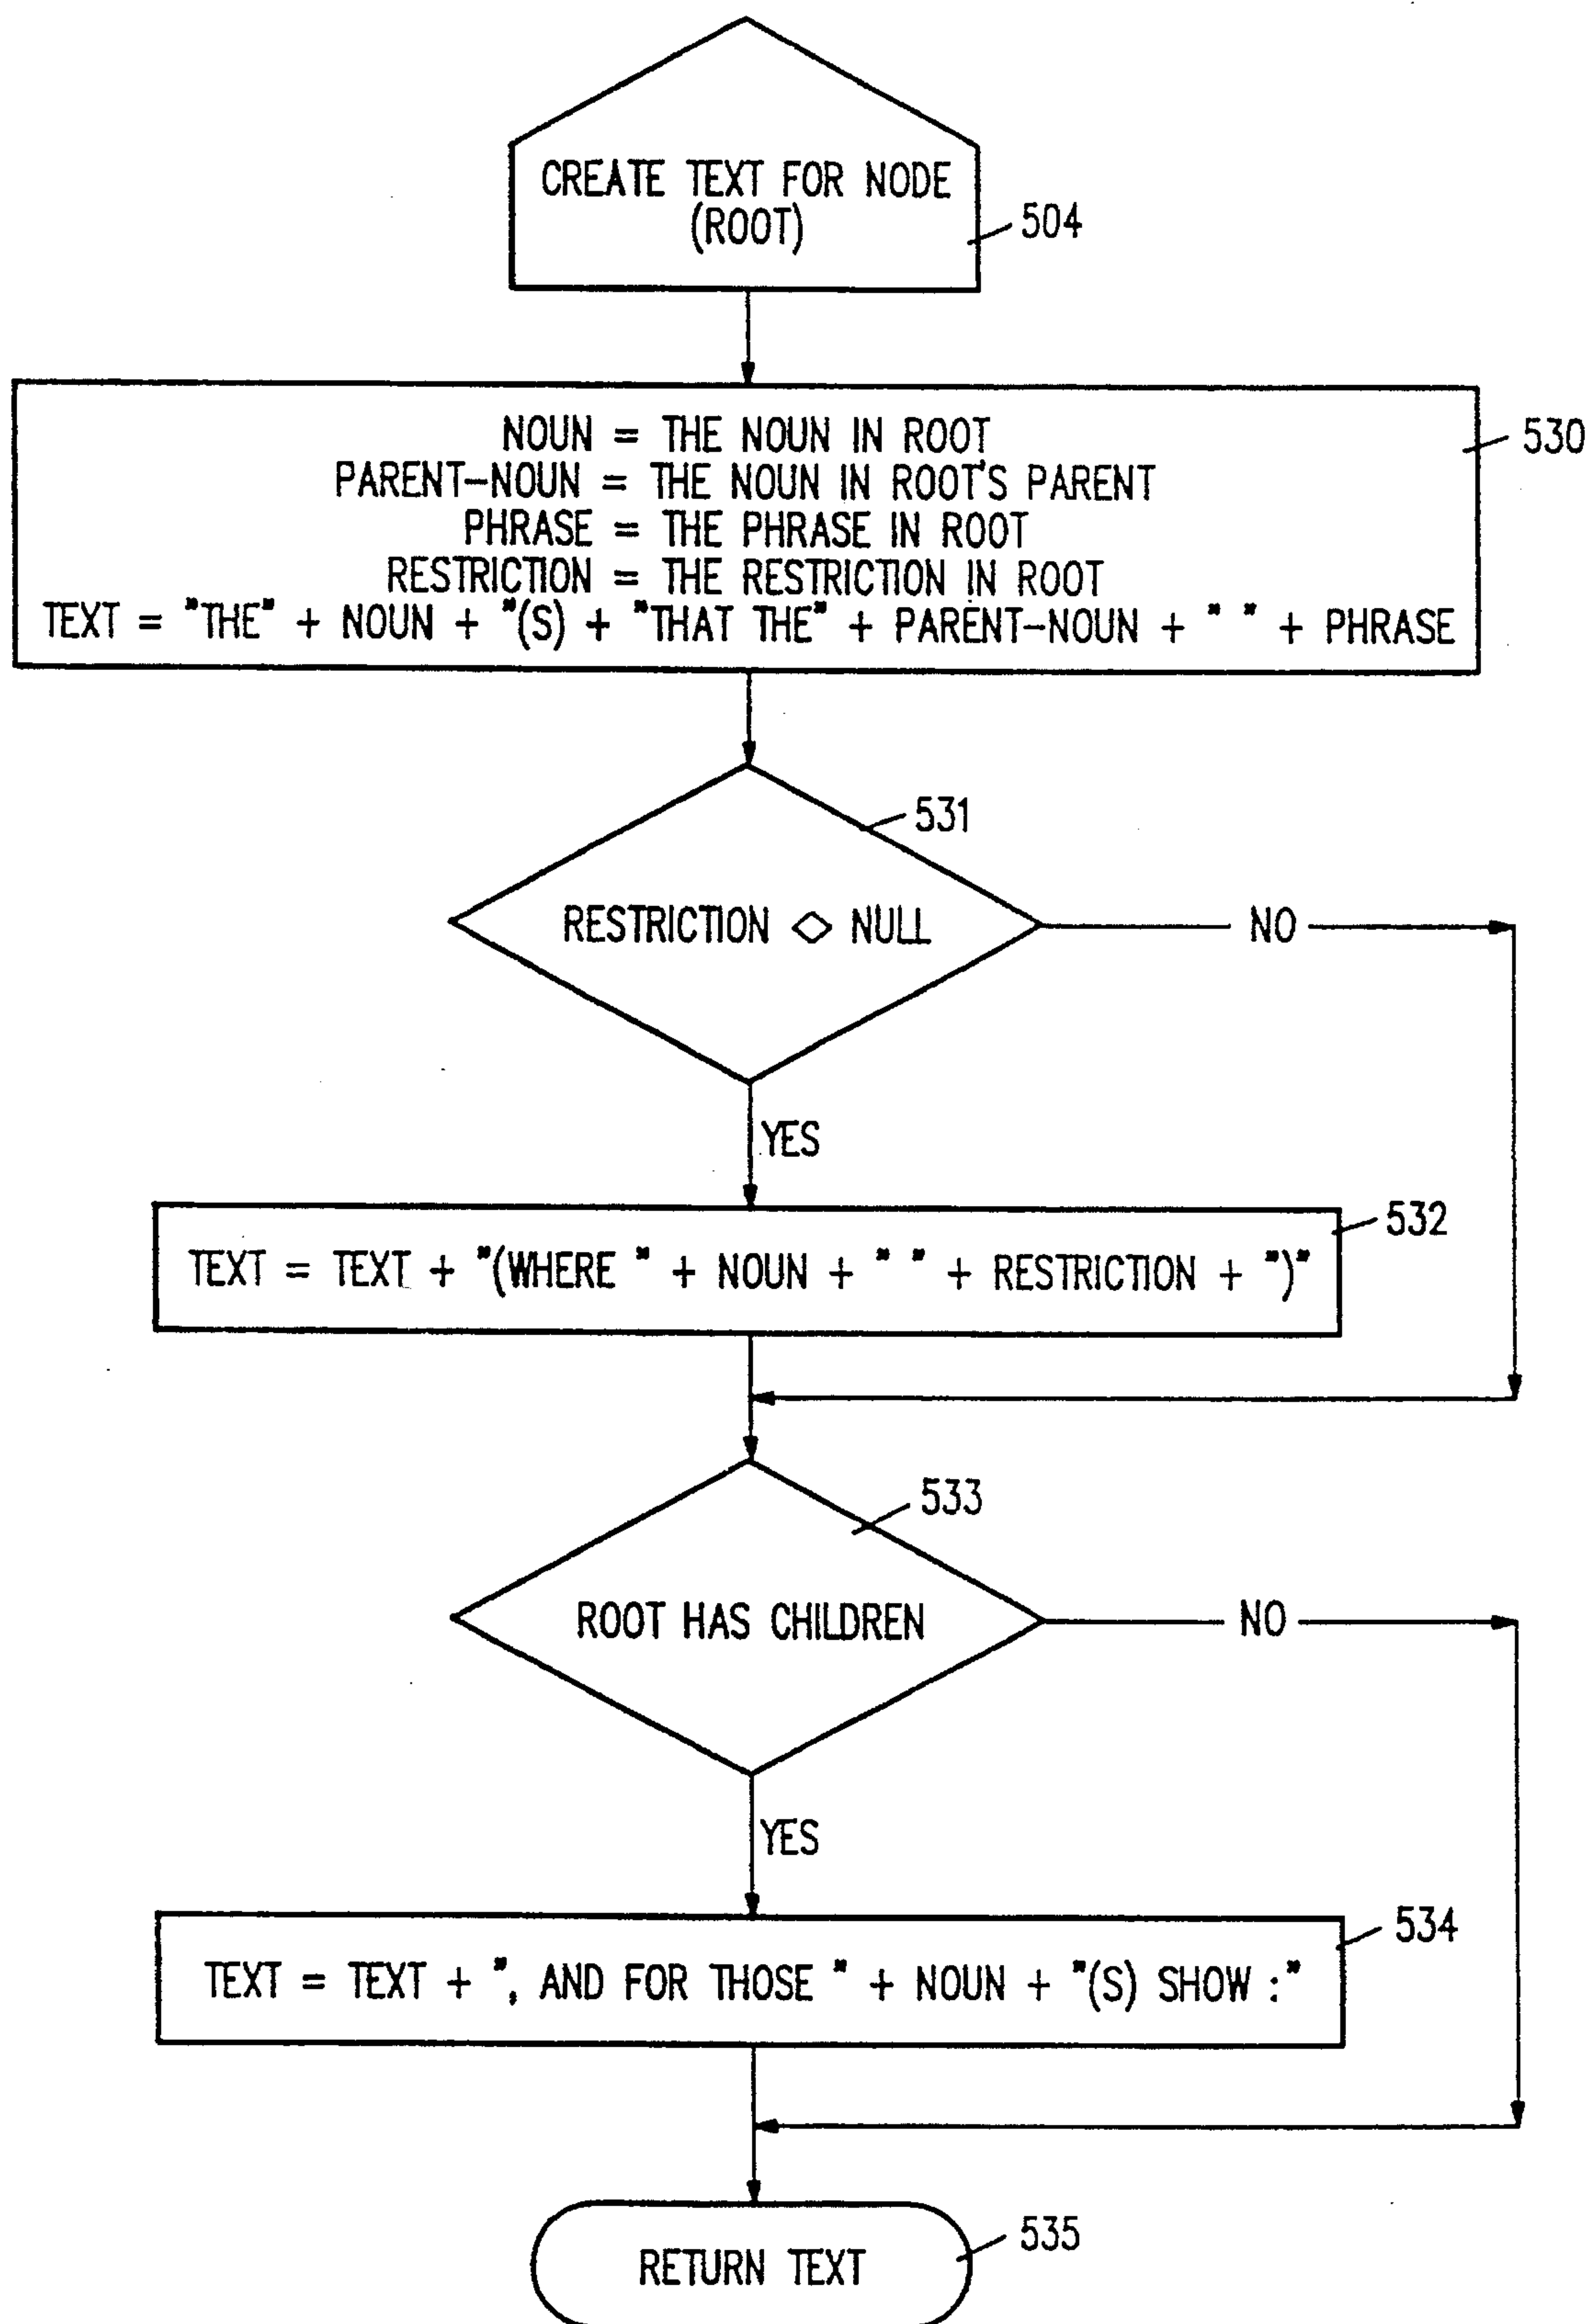 CREATE TEXT FOR NODE
(ROOT)
504
NOUN = THE NOUN IN ROOT
530
PARENT-NOUN = THE NOUN IN ROOT'S PARENT
PHRASE = THE PHRASE IN ROOT
RESTRICTION = THE RESTRICTION IN ROOT
TEXT = "THE" + NOUN + "(S) + "THAT THE" + PARENT-NOUN + " " + PHRASE
531
RESTRICTION <> NULL
NO
YES
532
TEXT = TEXT + "(WHERE " + NOUN + " " + RESTRICTION + ")"
533
ROOT HAS CHILDREN
NO
YES
534
TEXT = TEXT + ", AND FOR THOSE " + NOUN + "(S) SHOW :"
535
RETURN TEXT